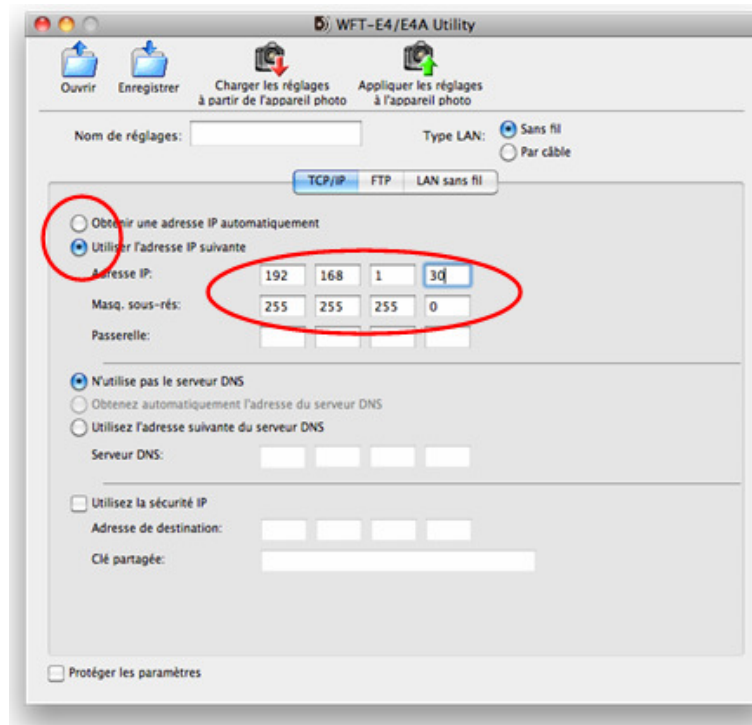 WFT-E4/E4A Utility
Ouvrir
Enregistrer
Charger les réglages
à partir de l'appareil photo
Appliquer les réglages
à l'appareil photo
Nom de réglages:
Type LAN:
Sans fil
Par câble
TCP/IP FTP LAN sans fil
Obtenir une adresse IP automatiquement
Utiliser l'adresse IP suivante
Adresse IP: 192 168 1 30
Masq. sous-rés: 255 255 255 0
Passerelle:
N'utilise pas le serveur DNS
Obtenez automatiquement l'adresse du serveur DNS
Utilisez l'adresse suivante du serveur DNS
Serveur DNS:
Utilisez la sécurité IP
Adresse de destination:
Clé partagée:
Protéger les paramètres